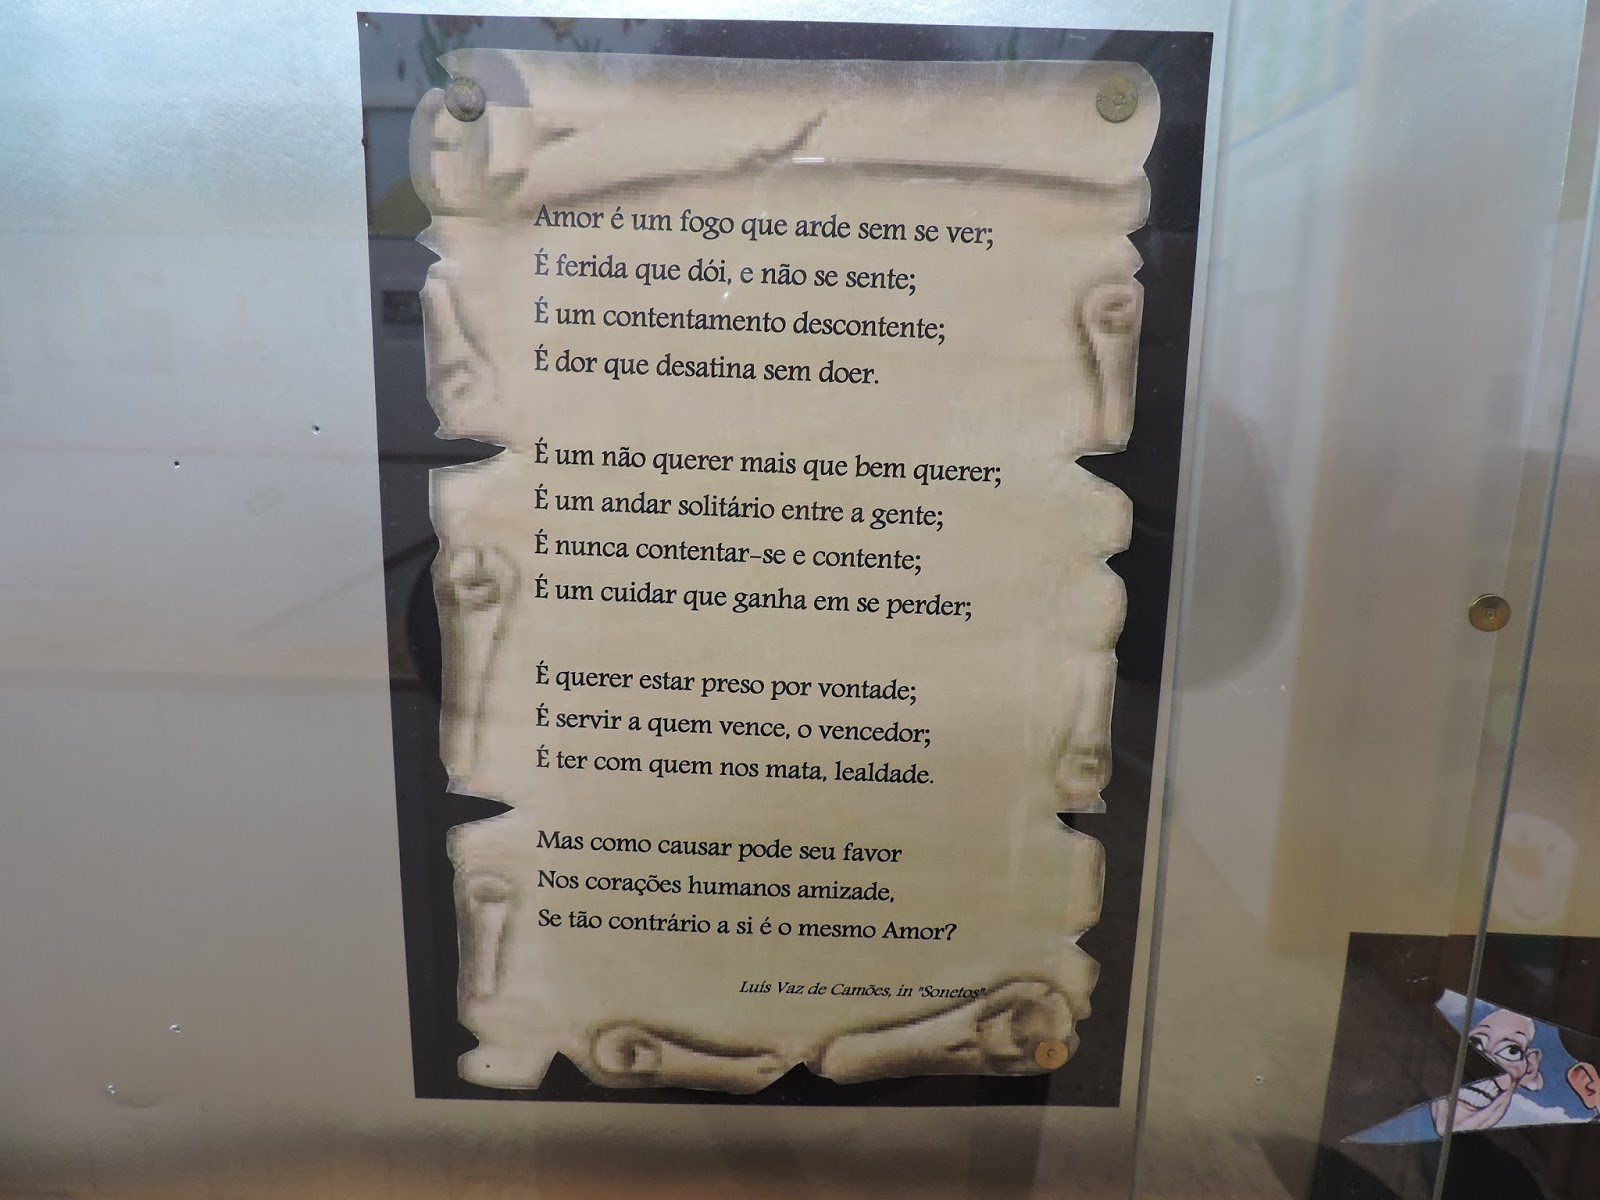 Amor é um fogo que arde sem se ver;
É ferida que dói, e não se sente;
É um contentamento descontente;
É dor que desatina sem doer.
É um não querer mais que bem querer;
É um andar solitário entre a gente;
É nunca contentar-se e contente;
É um cuidar que ganha em se perder;
É querer estar preso por vontade;
É servir a quem vence, o vencedor;
É ter com quem nos mata, lealdade.
Mas como causar pode seu favor
Nos corações humanos amizade,
Se tão contrário a si é o mesmo Amor?
Luís Vaz de Camões, in "Sonetos"